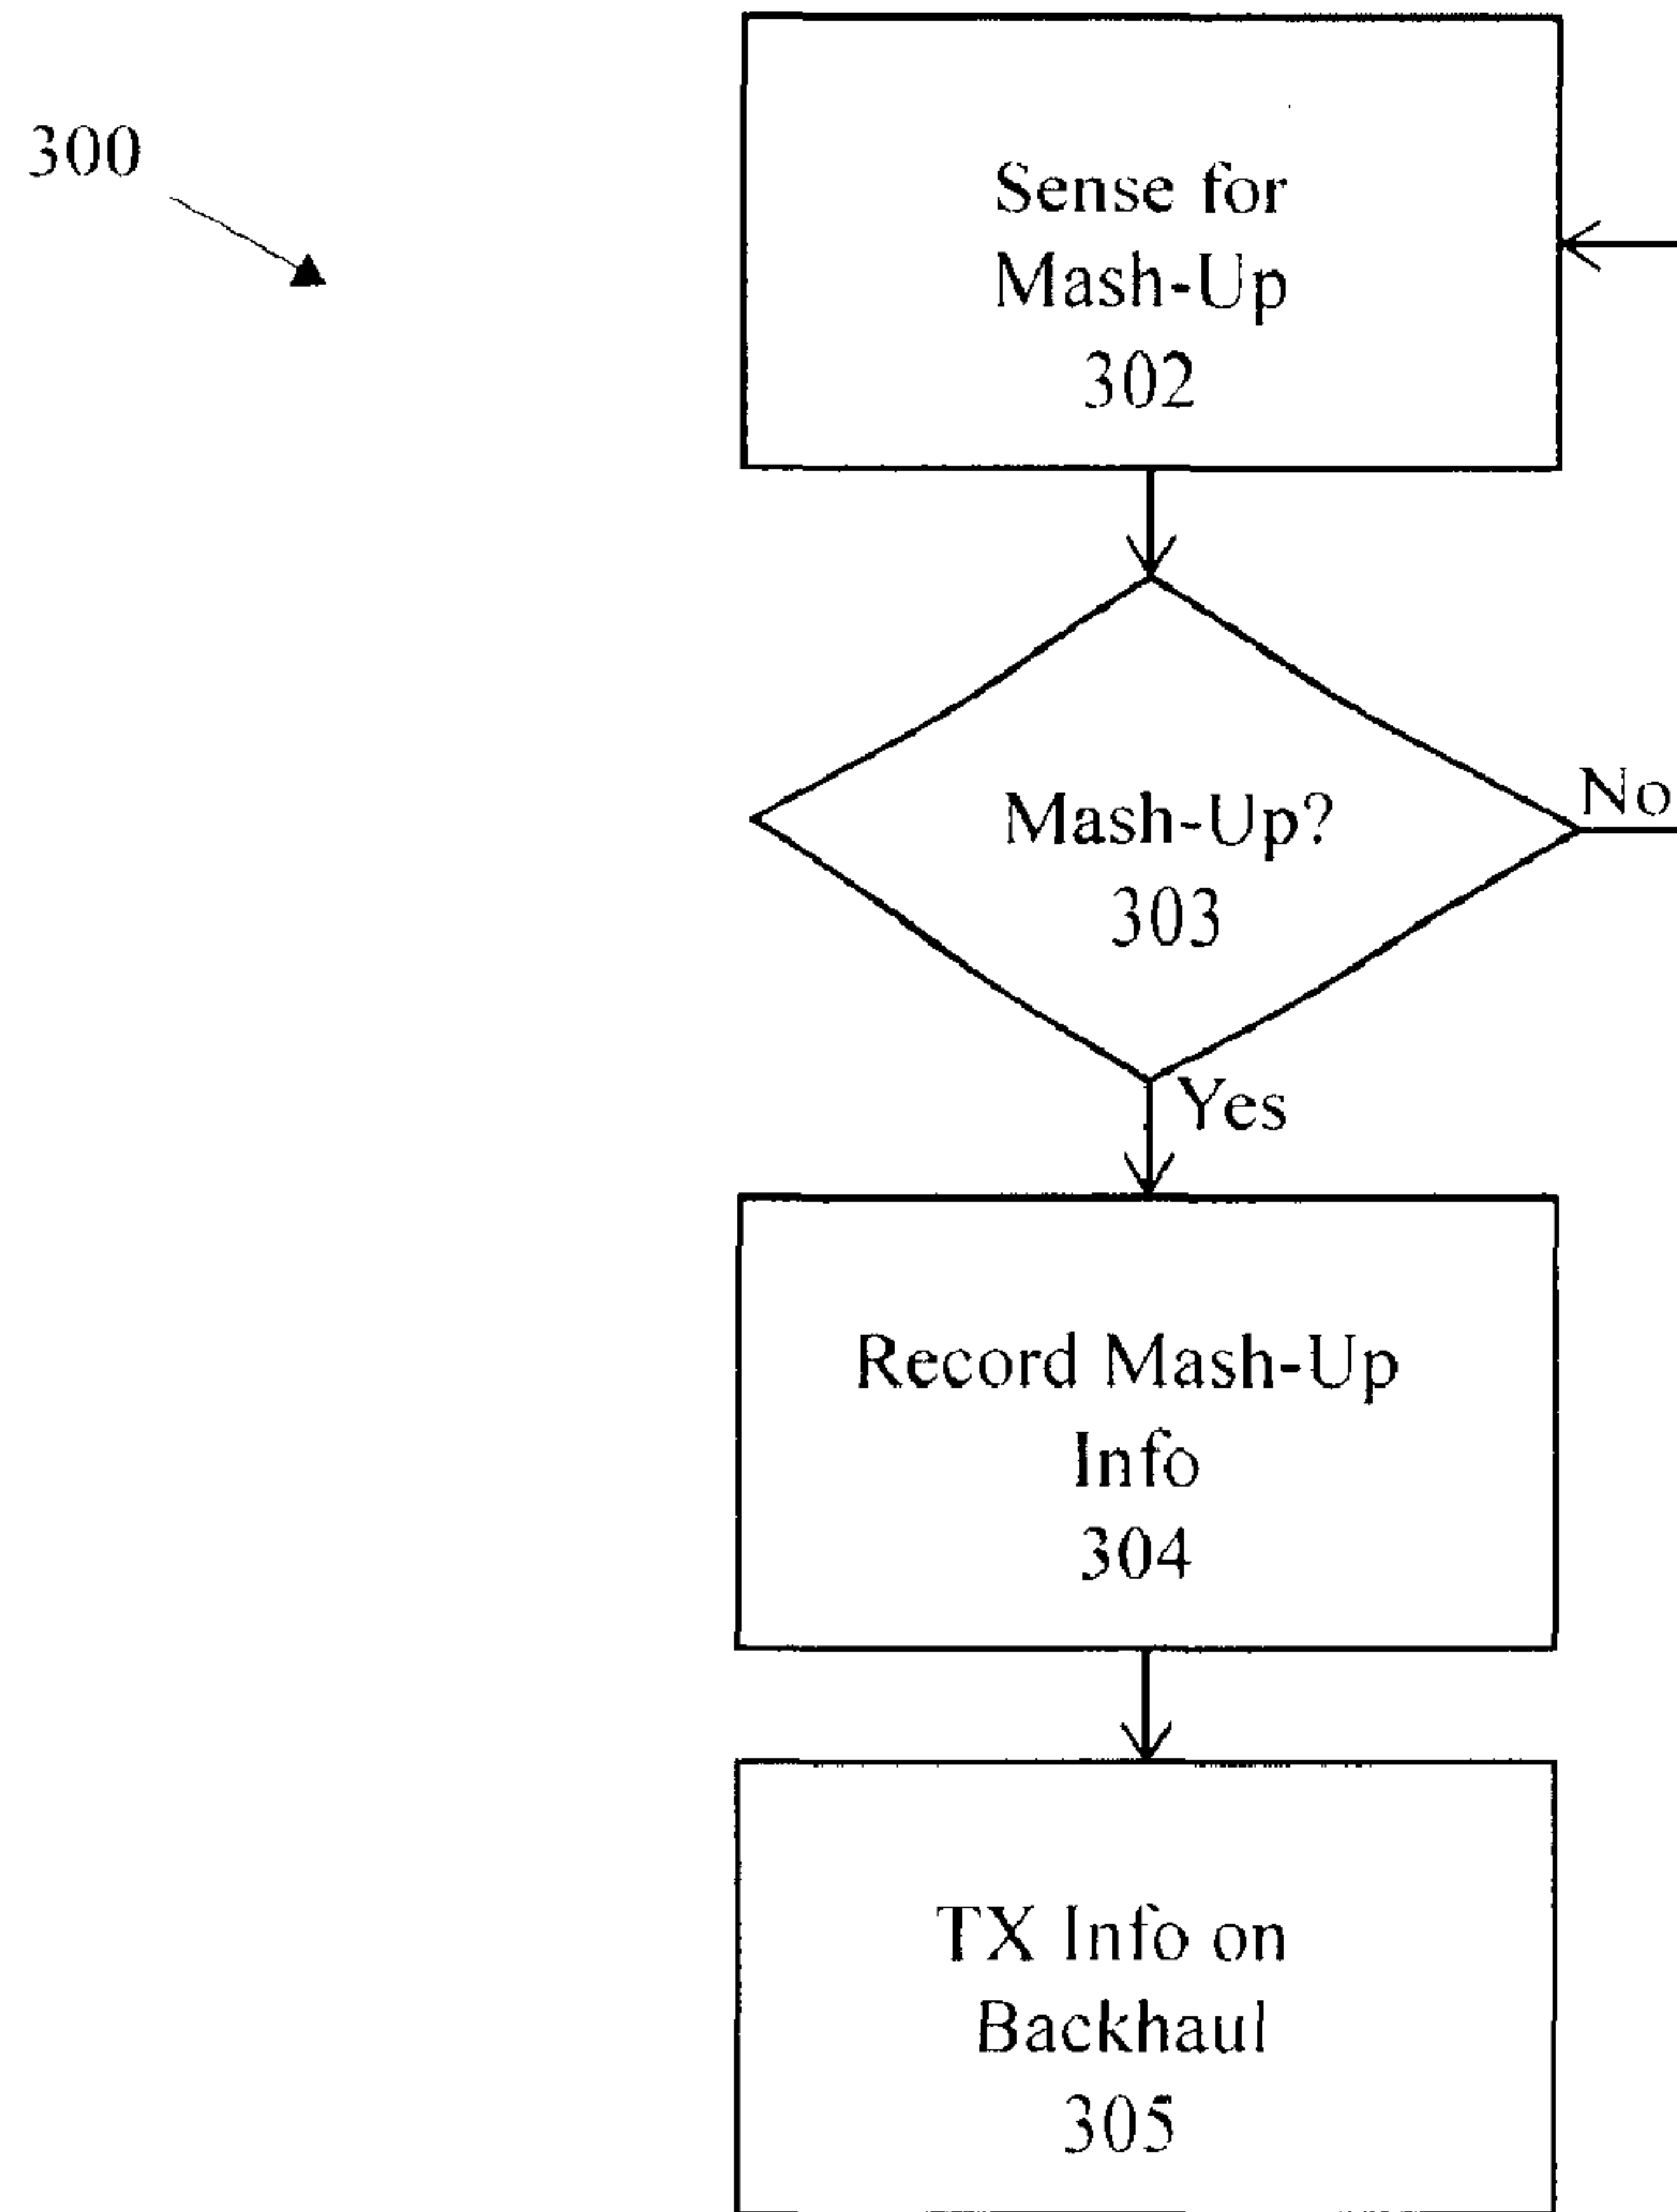 300
Sense for
Mash-Up
302
Mash-Up?
303
No
Yes
Record Mash-Up
Info
304
TX Info on
Backhaul
305